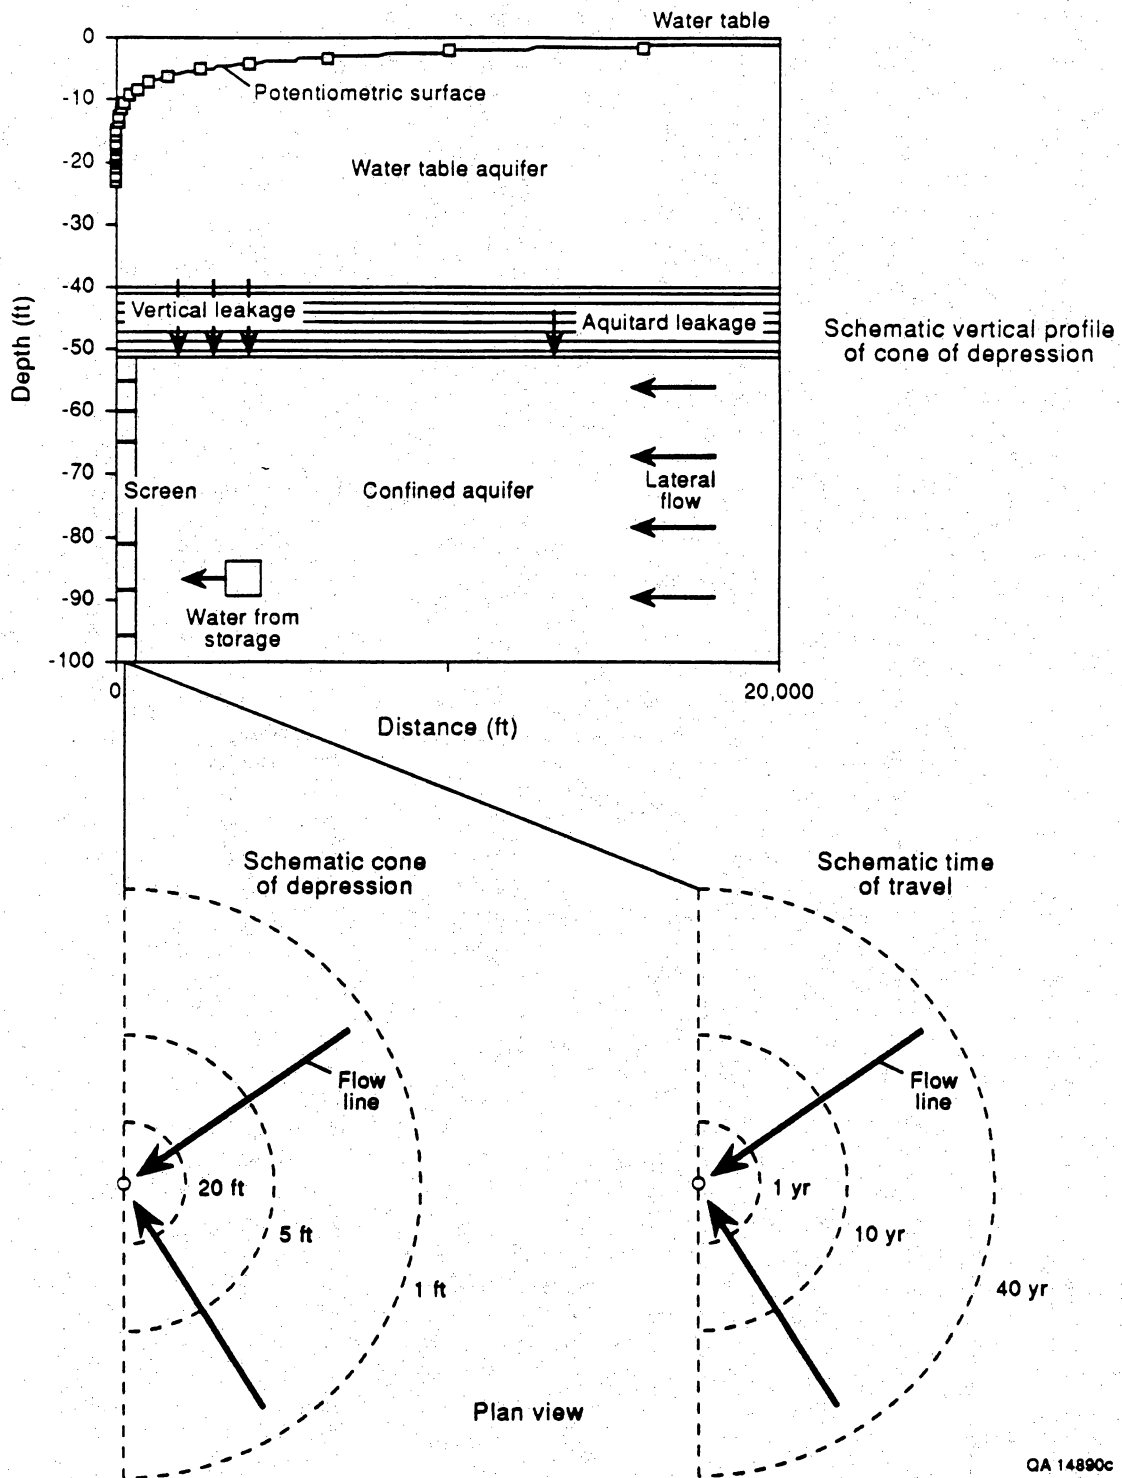 Water table
0
Potentiometric surface
-10
Water table aquifer
-20
-30
-40
Vertical leakage
Aquitard leakage
Depth (ft)
Schematic vertical profile
of cone of depression
-50
-60
-70
Screen
Confined aquifer
Lateral
flow
-80
-90
Water from
storage
-100
0
20,000
Distance (ft)
Schematic cone
of depression
Schematic time
of travel
Flow
line
Flow
line
20 ft
1 yr
5 ft
10 yr
1 ft
40 yr
Plan view
QA 14890c